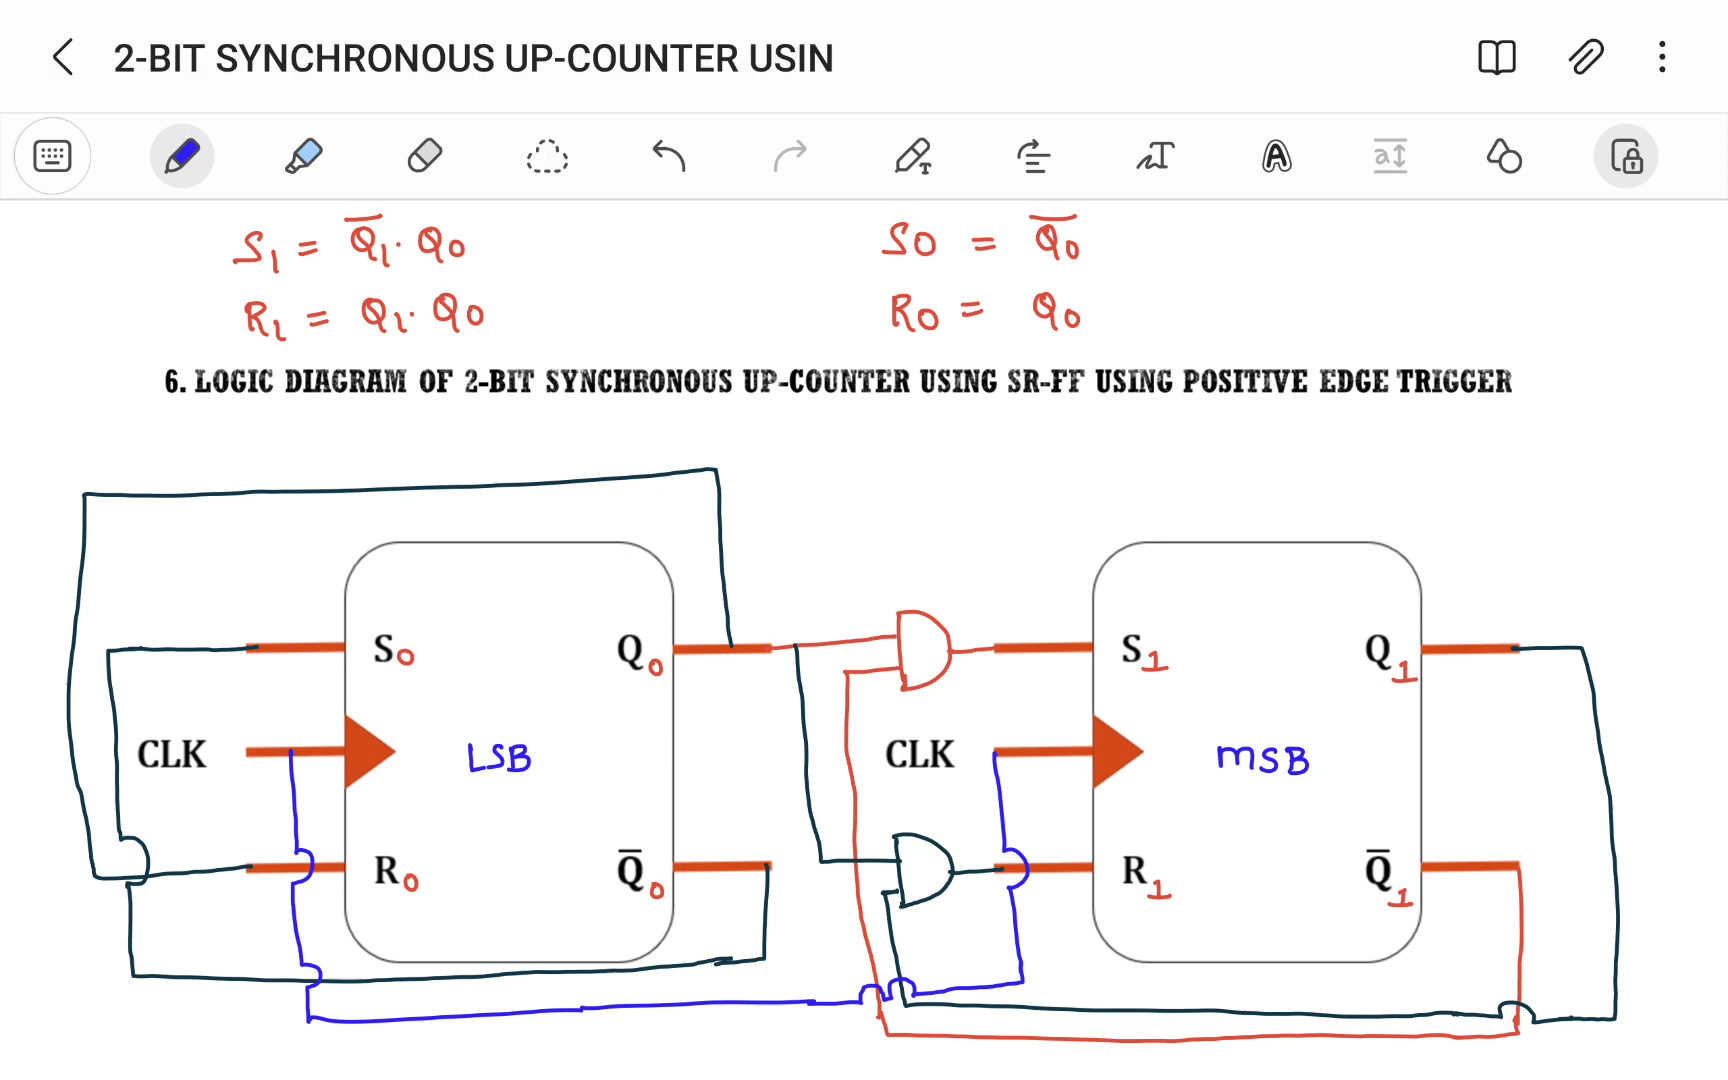 2-BIT SYNCHRONOUS UP-COUNTER USIN
S1 = Q̅1 · Q0
S0 = Q̅0
R1 = Q1 · Q0
R0 = Q0
6. LOGIC DIAGRAM OF 2-BIT SYNCHRONOUS UP-COUNTER USING SR-FF USING POSITIVE EDGE TRIGGER
S0 Q0 S1 Q1
CLK LSB CLK MSB
R0 Q̅0 R1 Q̅1